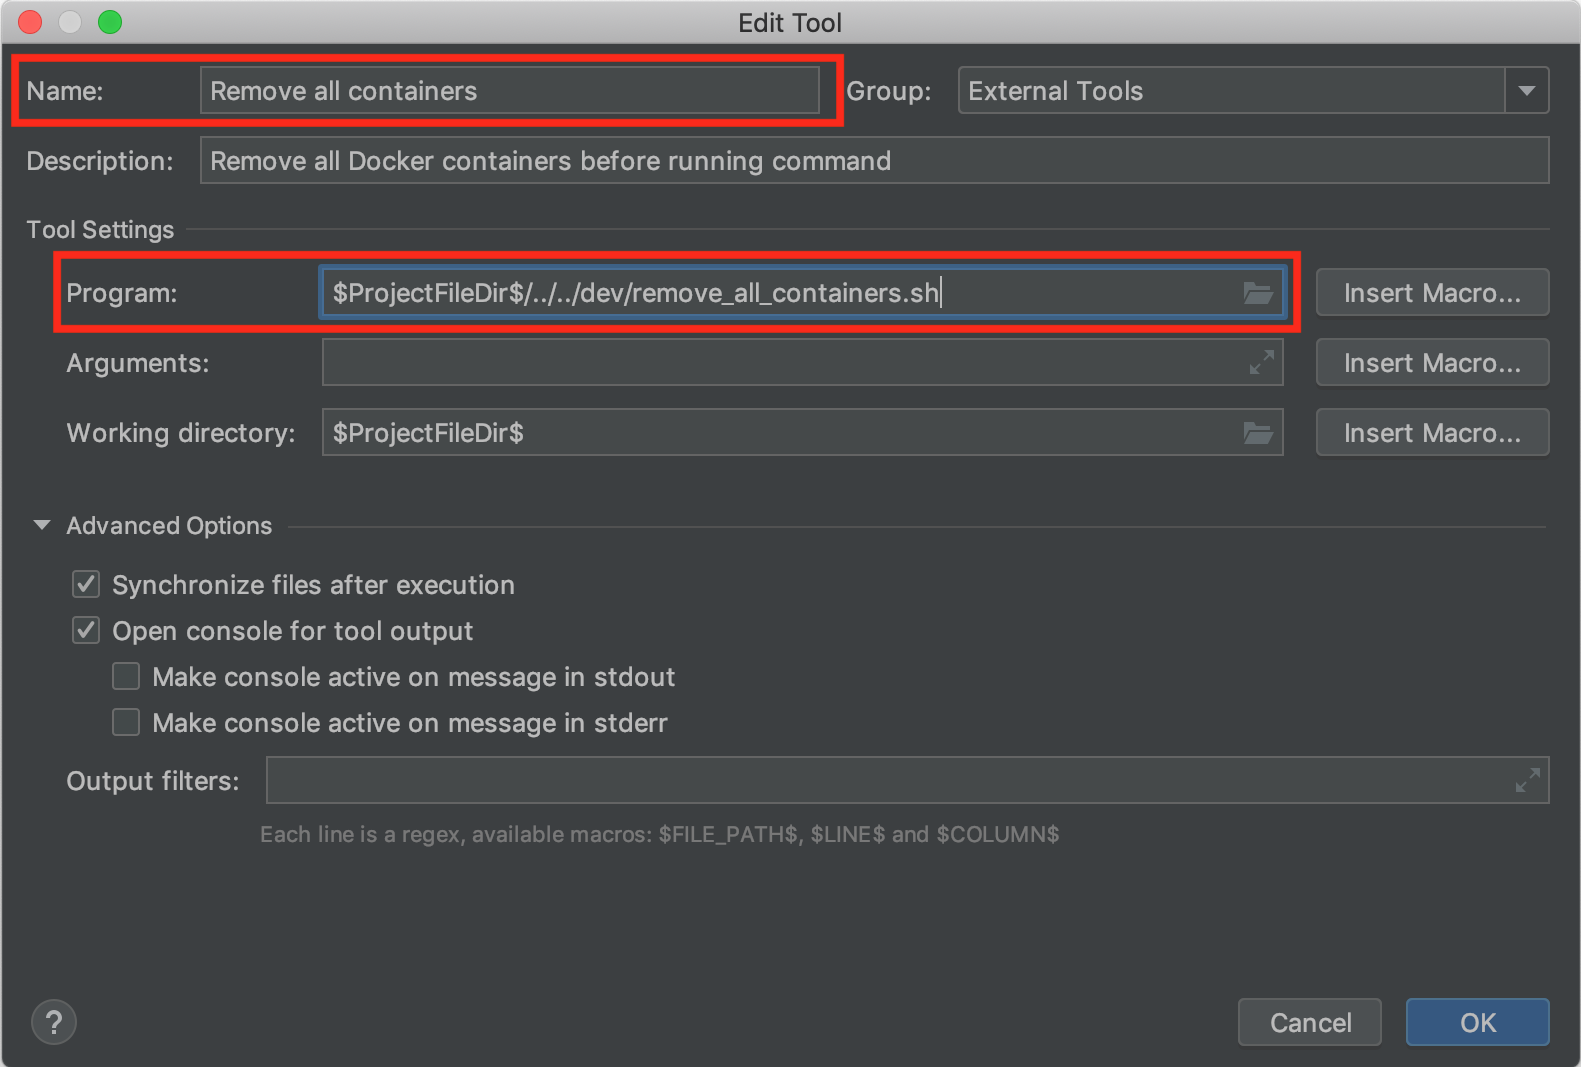 Edit Tool
Name: Remove all containers Group: External Tools
Description: Remove all Docker containers before running command
Tool Settings
Program: $ProjectFileDir$/../../dev/remove_all_containers.sh Insert Macro...
Arguments: Insert Macro...
Working directory: $ProjectFileDir$ Insert Macro...
Advanced Options
Synchronize files after execution
Open console for tool output
Make console active on message in stdout
Make console active on message in stderr
Output filters:
Each line is a regex, available macros: $FILE_PATH$, $LINE$ and $COLUMN$
? Cancel OK